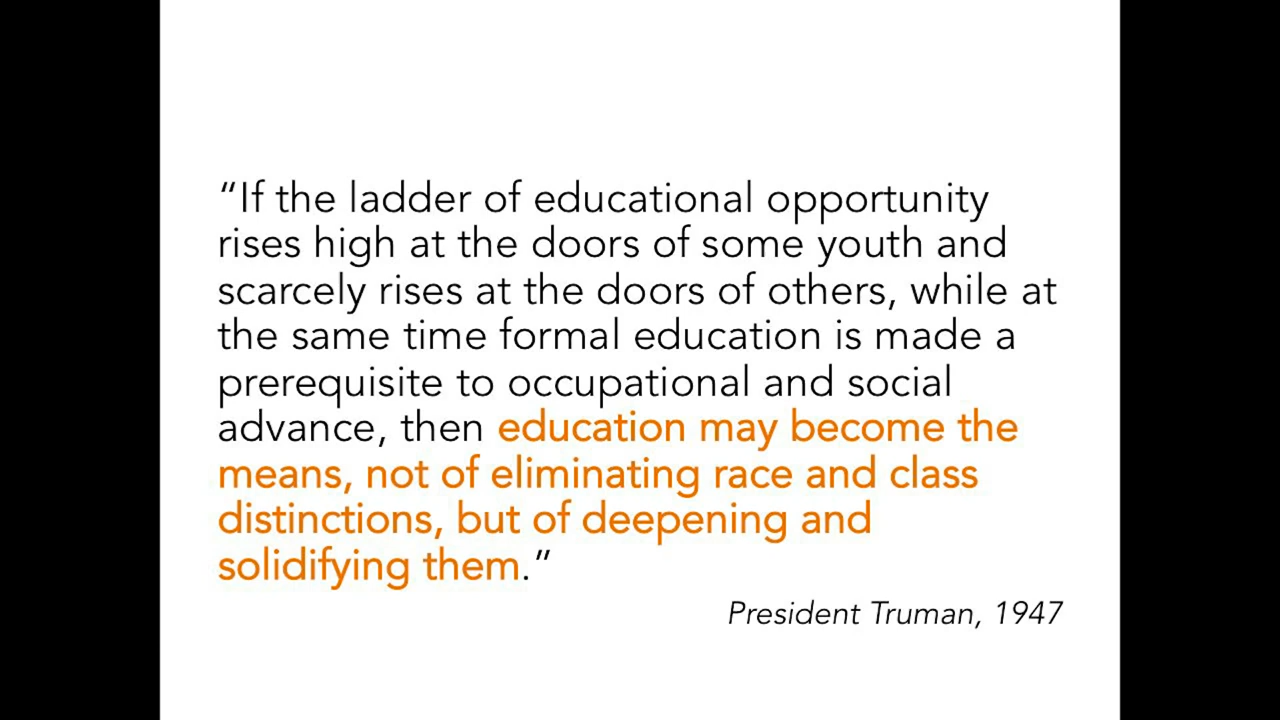 “If the ladder of educational opportunity
rises high at the doors of some youth and
scarcely rises at the doors of others, while at
the same time formal education is made a
prerequisite to occupational and social
advance, then education may become the
means, not of eliminating race and class
distinctions, but of deepening and
solidifying them.”
President Truman, 1947